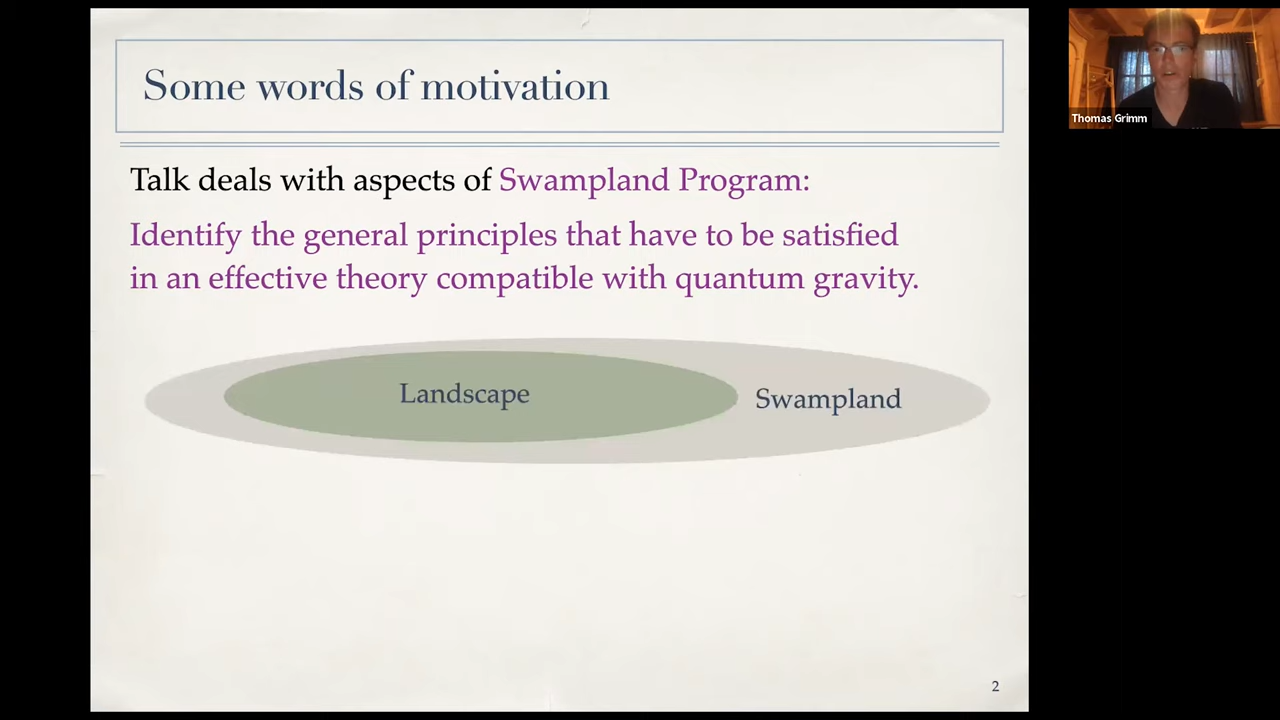 Some words of motivation
Thomas Grimm
Talk deals with aspects of Swampland Program:
Identify the general principles that have to be satisfied
in an effective theory compatible with quantum gravity.
Landscape
Swampland
2